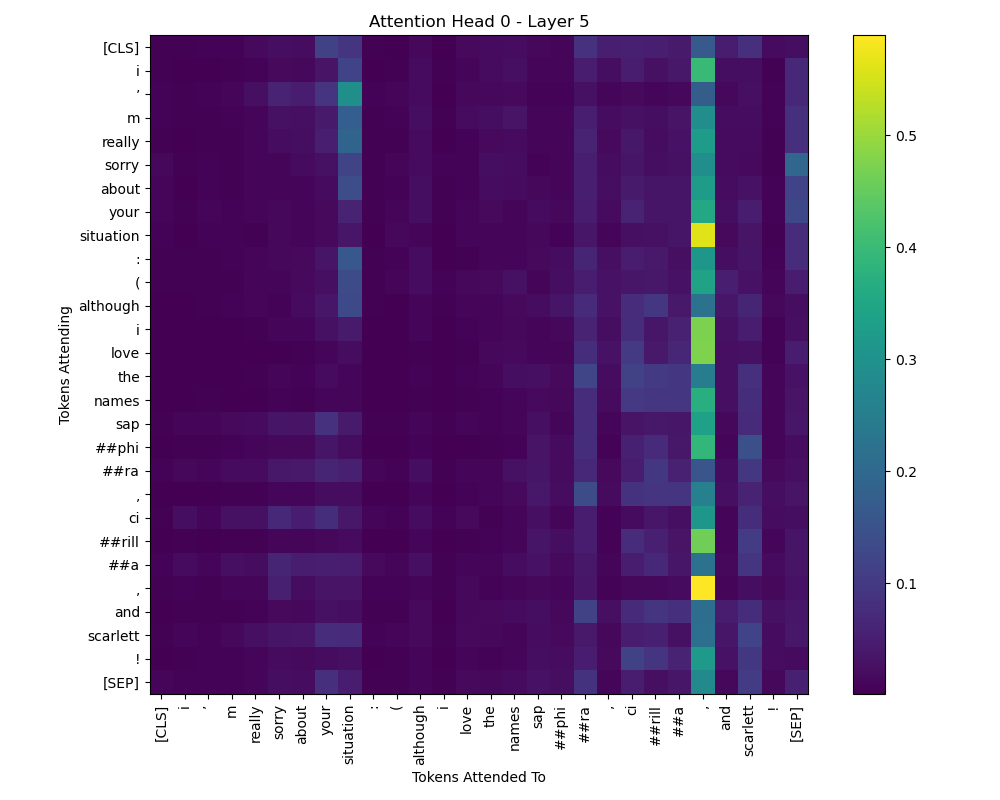 Attention Head 0 - Layer 5
Tokens Attending
[CLS]
i
'
m
really
sorry
about
your
situation
:
(
although
i
love
the
names
sap
##phi
##ra
,
ci
##rill
##a
,
and
scarlett
!
[SEP]
[CLS]
i
'
m
really
sorry
about
your
situation
:
(
although
i
love
the
names
sap
##phi
##ra
,
ci
##rill
##a
,
and
scarlett
!
[SEP]
Tokens Attended To
0.5
0.4
0.3
0.2
0.1